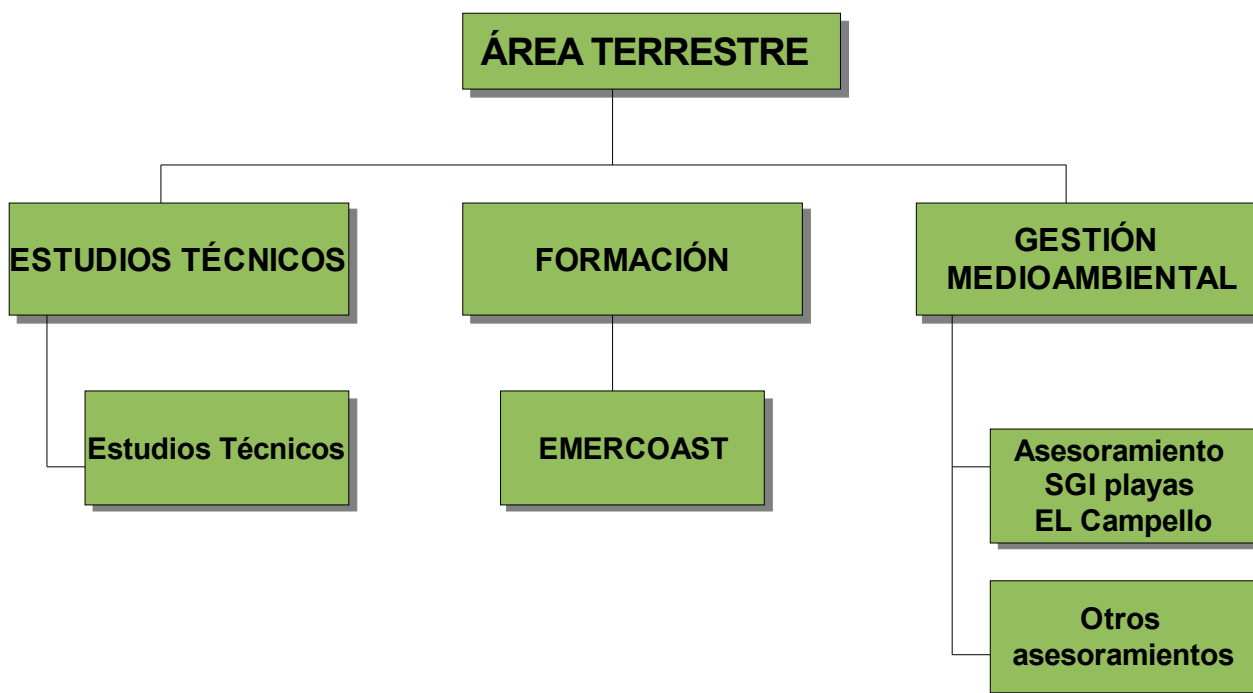 ÁREA TERRESTRE
ESTUDIOS TÉCNICOS
FORMACIÓN
GESTIÓN
MEDIOAMBIENTAL
Estudios Técnicos
EMERCOAST
Asesoramiento
SGI playas
EL Campello
Otros
asesoramientos